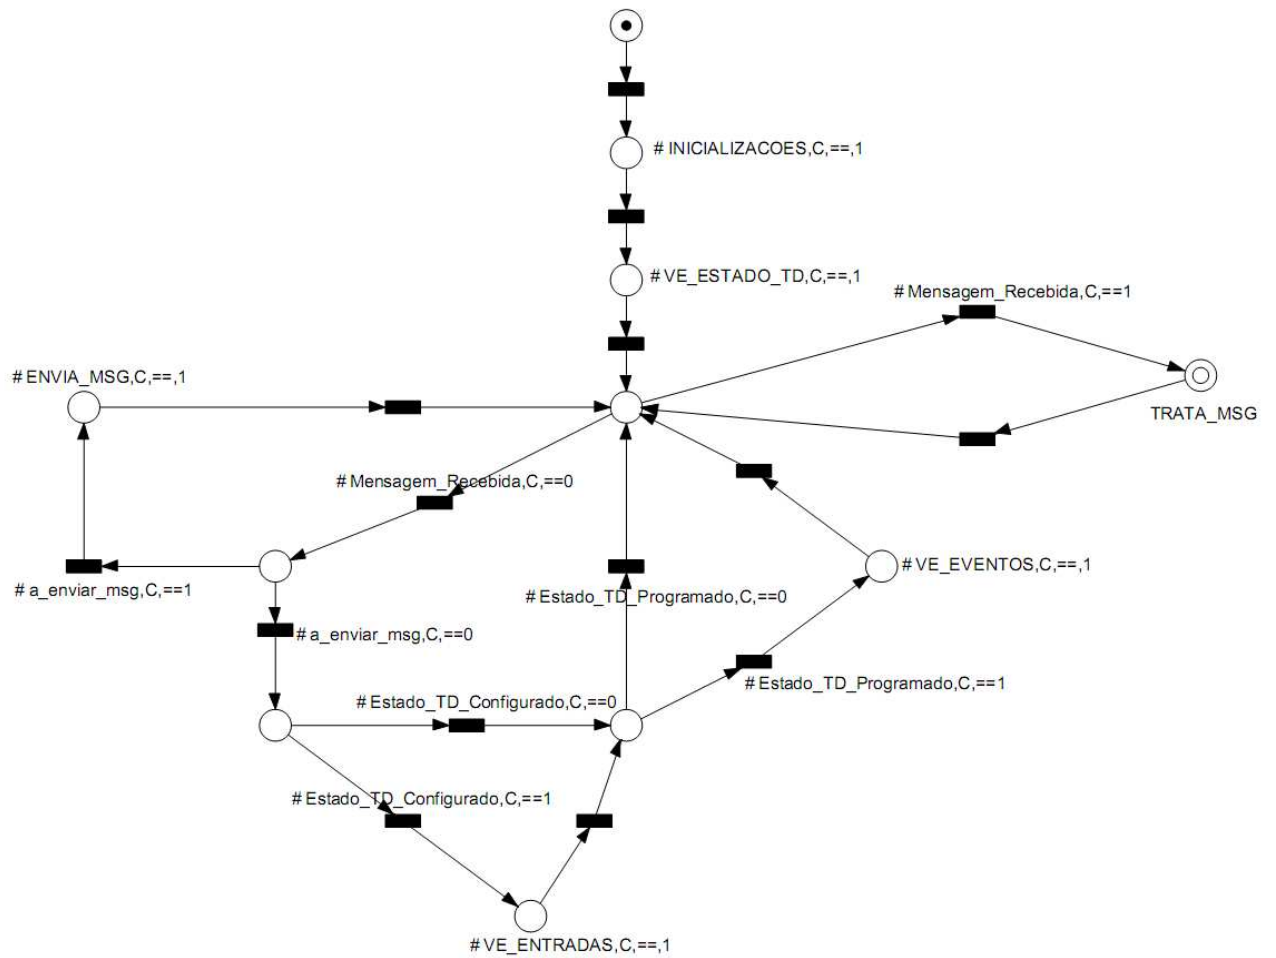 # INICIALIZACOES,C,==,1
# VE_ESTADO_TD,C,==,1
# Mensagem_Recebida,C,==1
# ENVIA_MSG,C,==,1
TRATA_MSG
# Mensagem_Recebida,C,==0
# VE_EVENTOS,C,==,1
# a_enviar_msg,C,==1
# Estado_TD_Programado,C,==0
# a_enviar_msg,C,==0
# Estado_TD_Programado,C,==1
# Estado_TD_Configurado,C,==0
# Estado_TD_Configurado,C,==1
# VE_ENTRADAS,C,==,1